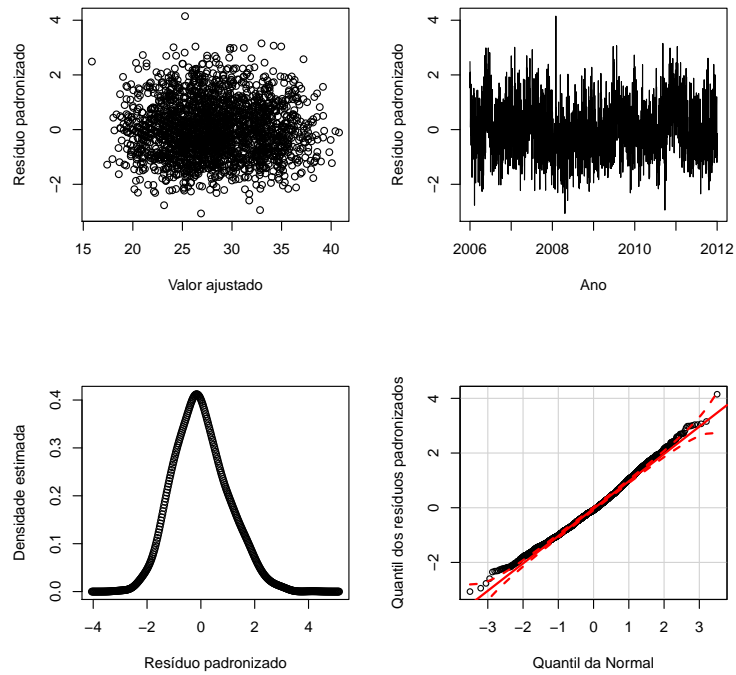 Resíduo padronizado
4
2
0
−2
15 20 25 30 35 40
Valor ajustado
Resíduo padronizado
4
2
0
−2
2006 2008 2010 2012
Ano
Densidade estimada
0.4
0.3
0.2
0.1
0.0
−4 −2 0 2 4
Resíduo padronizado
Quantil dos resíduos padronizados
4
2
0
−2
−3 −2 −1 0 1 2 3
Quantil da Normal